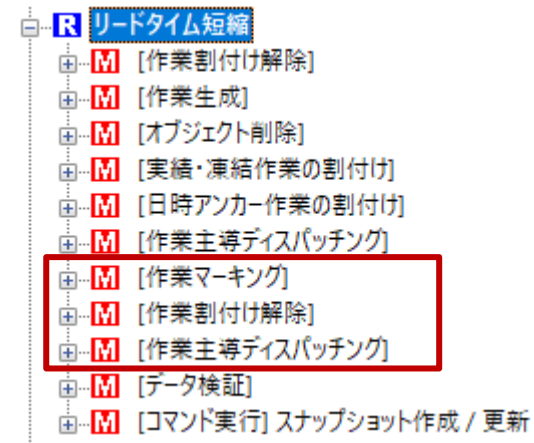 R リードタイム短縮
M [作業割付け解除]
M [作業生成]
M [オブジェクト削除]
M [実績・凍結作業の割付け]
M [日時アンカー作業の割付け]
M [作業主導ディスパッチング]
M [作業マーキング]
M [作業割付け解除]
M [作業主導ディスパッチング]
M [データ検証]
M [コマンド実行] スナップショット作成 / 更新